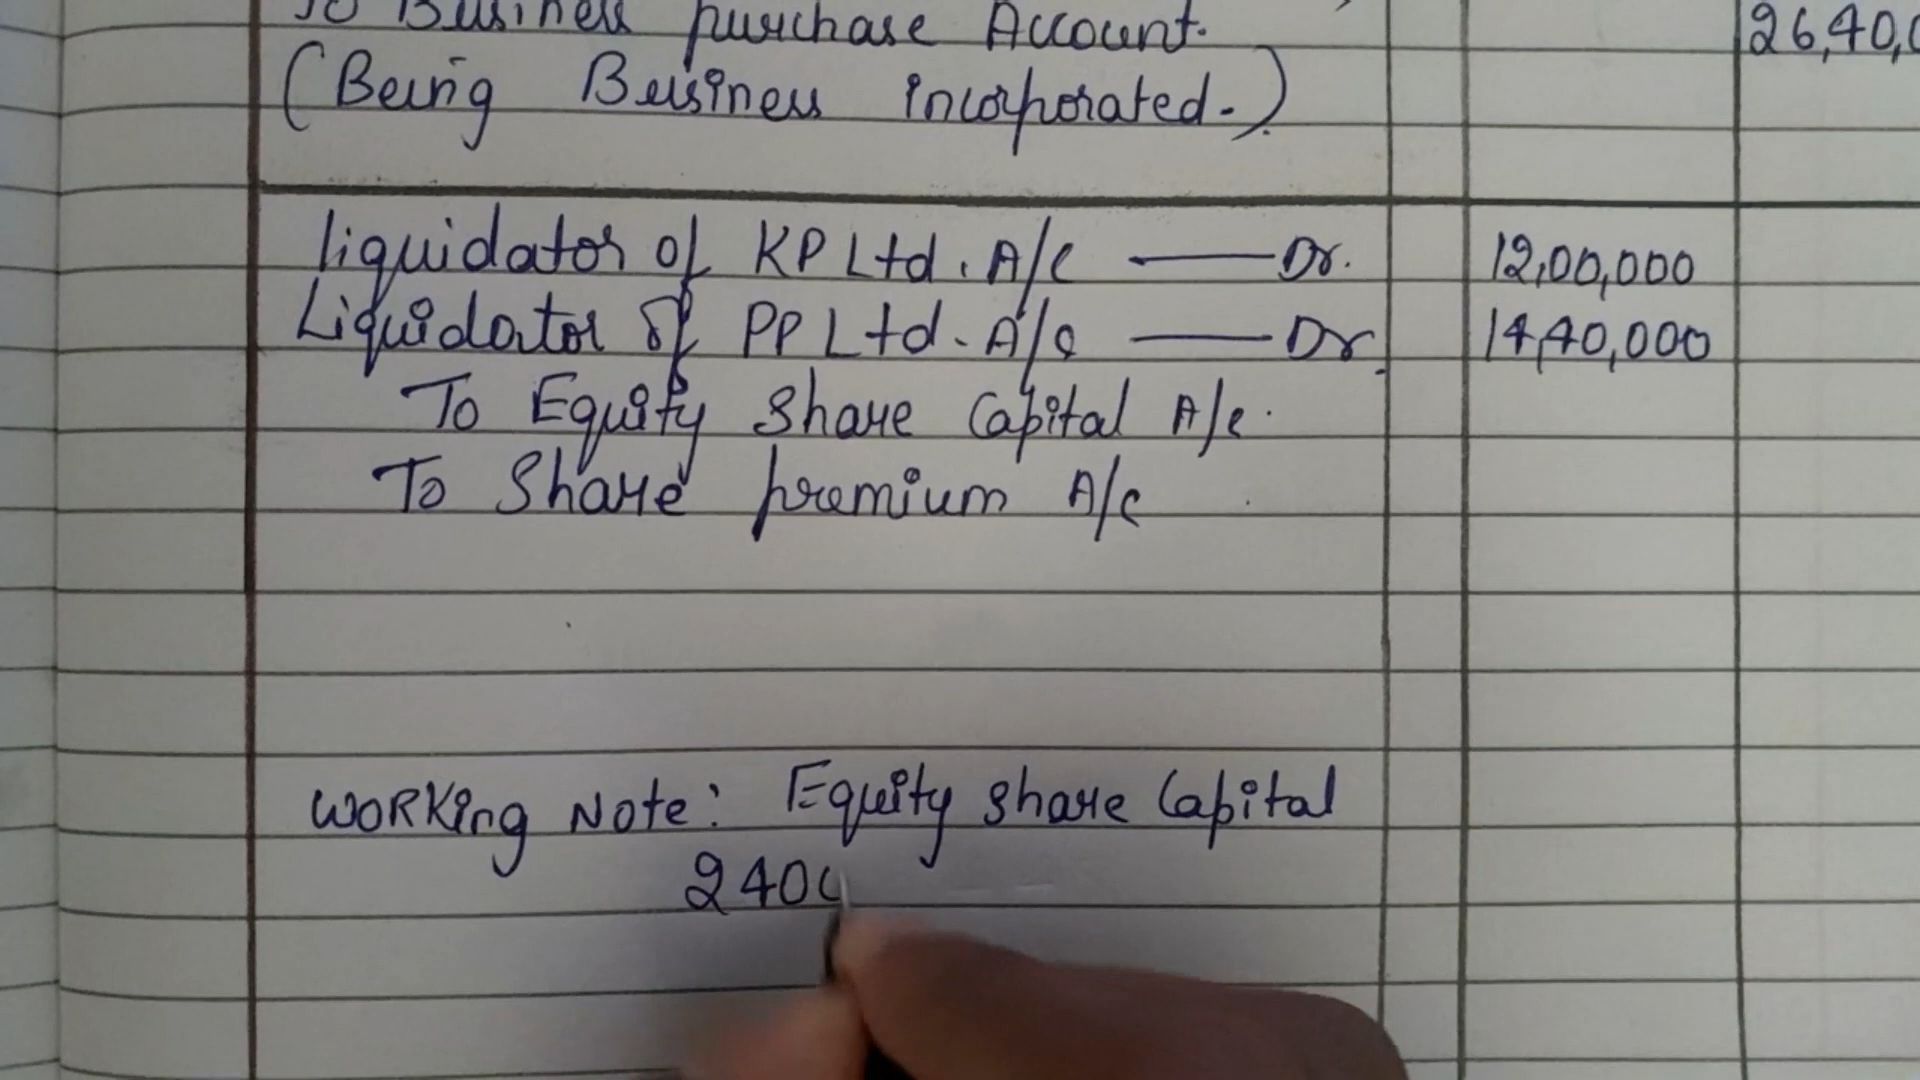 To Business purchase Account. 26,40,0
(Being Business incorporated.)
liquidator of KP Ltd. A/c —— Dr. 12,00,000
Liquidator of PP Ltd. A/c —— Dr. 14,40,000
To Equity Share Capital A/c.
To Share premium A/c
WORKing Note: Equity Share Capital
240